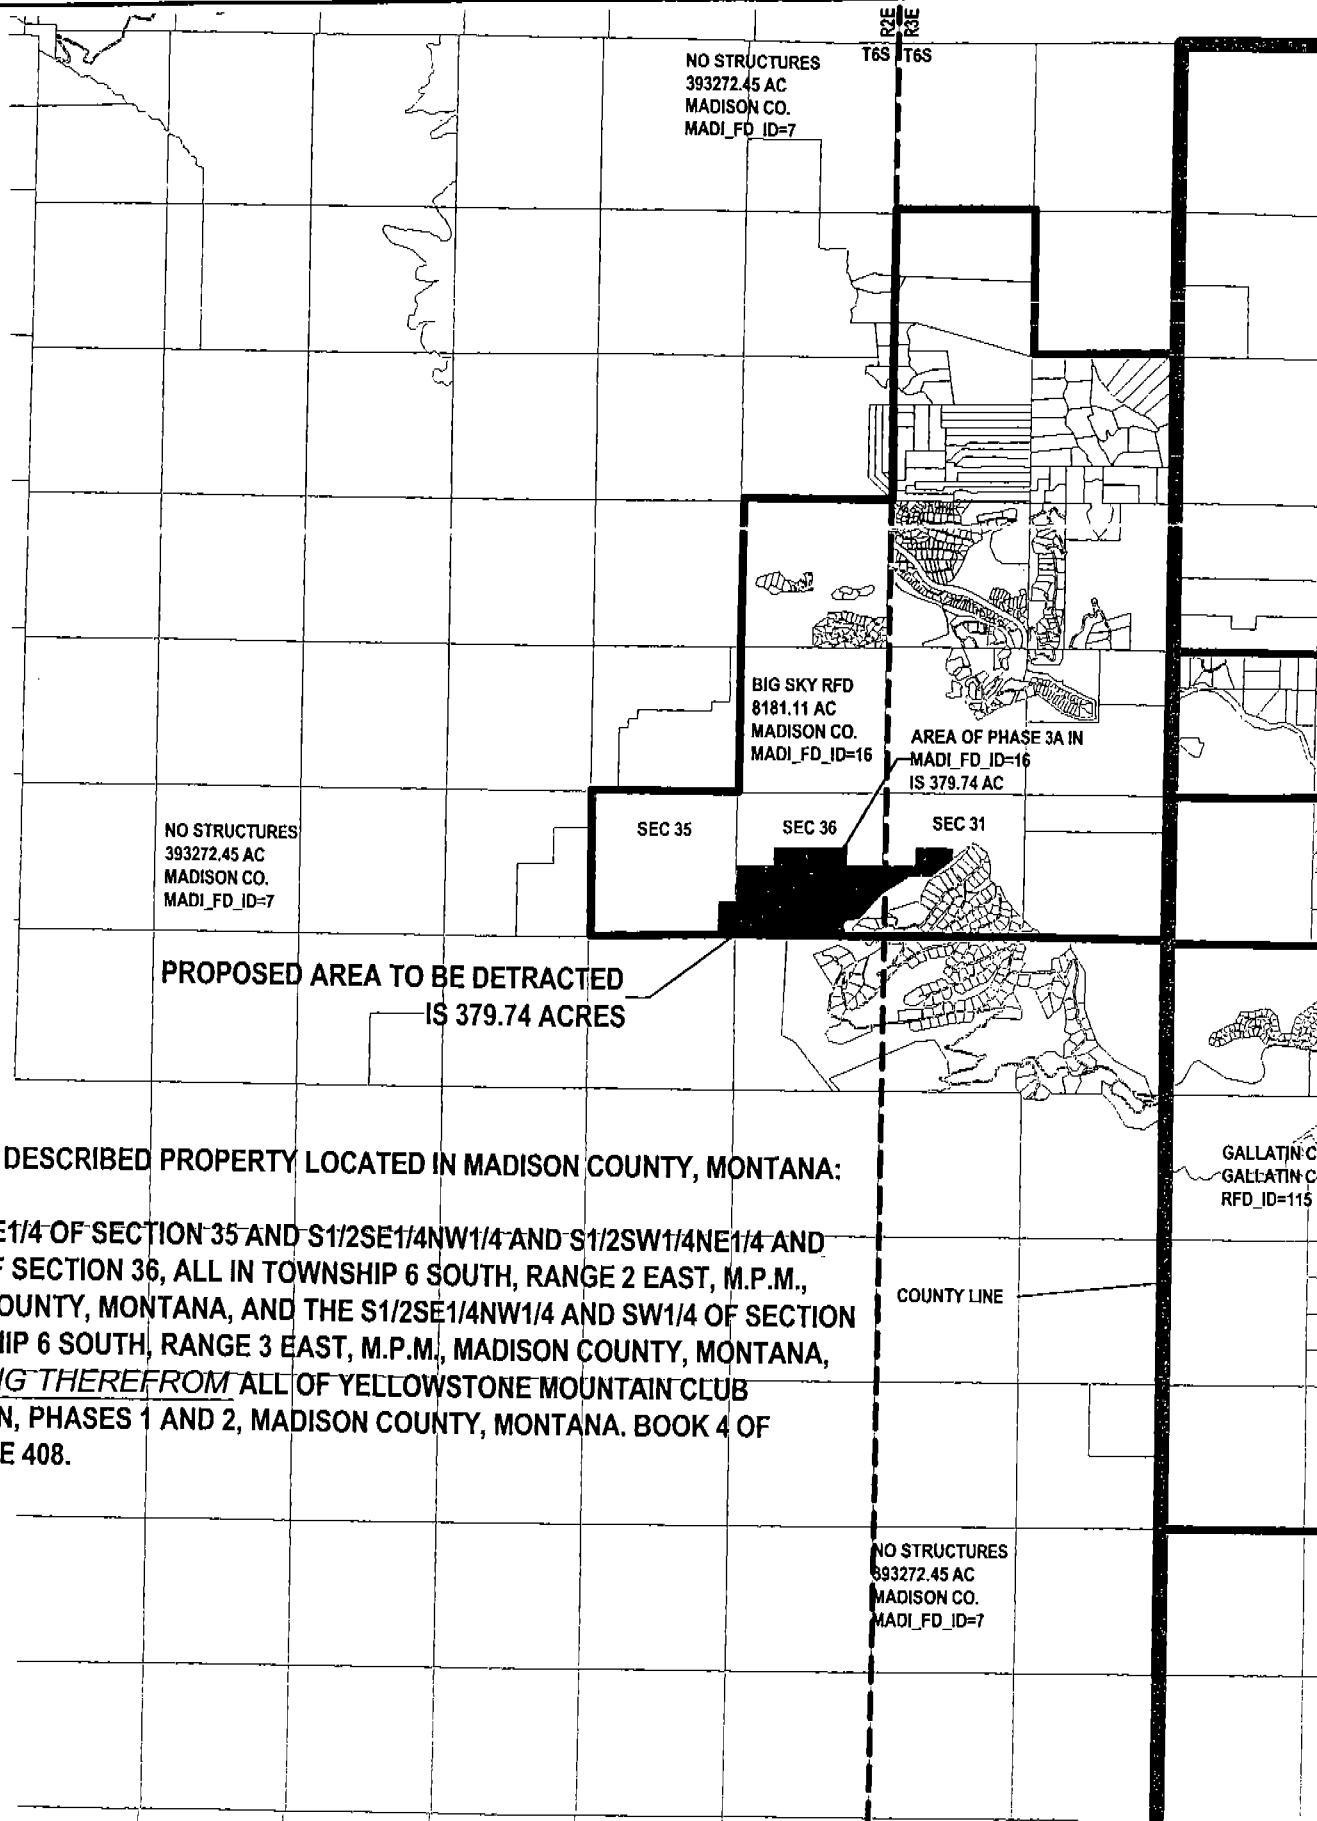 R2E
R3E
T6S
T6S
NO STRUCTURES
393272.45 AC
MADISON CO.
MADI_FD_ID=7
BIG SKY RFD
8181.11 AC
MADISON CO.
MADI_FD_ID=16
AREA OF PHASE 3A IN
MADI_FD_ID=16
IS 379.74 AC
SEC 35
SEC 36
SEC 31
NO STRUCTURES
393272.45 AC
MADISON CO.
MADI_FD_ID=7
PROPOSED AREA TO BE DETRACTED
IS 379.74 ACRES
DESCRIBED PROPERTY LOCATED IN MADISON COUNTY, MONTANA:
E1/4 OF SECTION 35 AND S1/2SE1/4NW1/4 AND S1/2SW1/4NE1/4 AND
F SECTION 36, ALL IN TOWNSHIP 6 SOUTH, RANGE 2 EAST, M.P.M.,
OUNTY, MONTANA, AND THE S1/2SE1/4NW1/4 AND SW1/4 OF SECTION
HIP 6 SOUTH, RANGE 3 EAST, M.P.M., MADISON COUNTY, MONTANA,
NG THEREFROM ALL OF YELLOWSTONE MOUNTAIN CLUB
N, PHASES 1 AND 2, MADISON COUNTY, MONTANA. BOOK 4 OF
E 408.
GALLATIN C
GALLATIN C
RFD_ID=115
COUNTY LINE
NO STRUCTURES
393272.45 AC
MADISON CO.
MADI_FD_ID=7